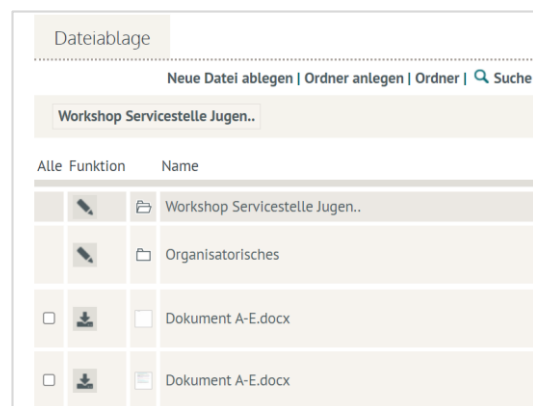 Dateiablage
Neue Datei ablegen | Ordner anlegen | Ordner | Suche
Workshop Servicestelle Jugen..
Alle Funktion Name
Workshop Servicestelle Jugen..
Organisatorisches
Dokument A-E.docx
Dokument A-E.docx